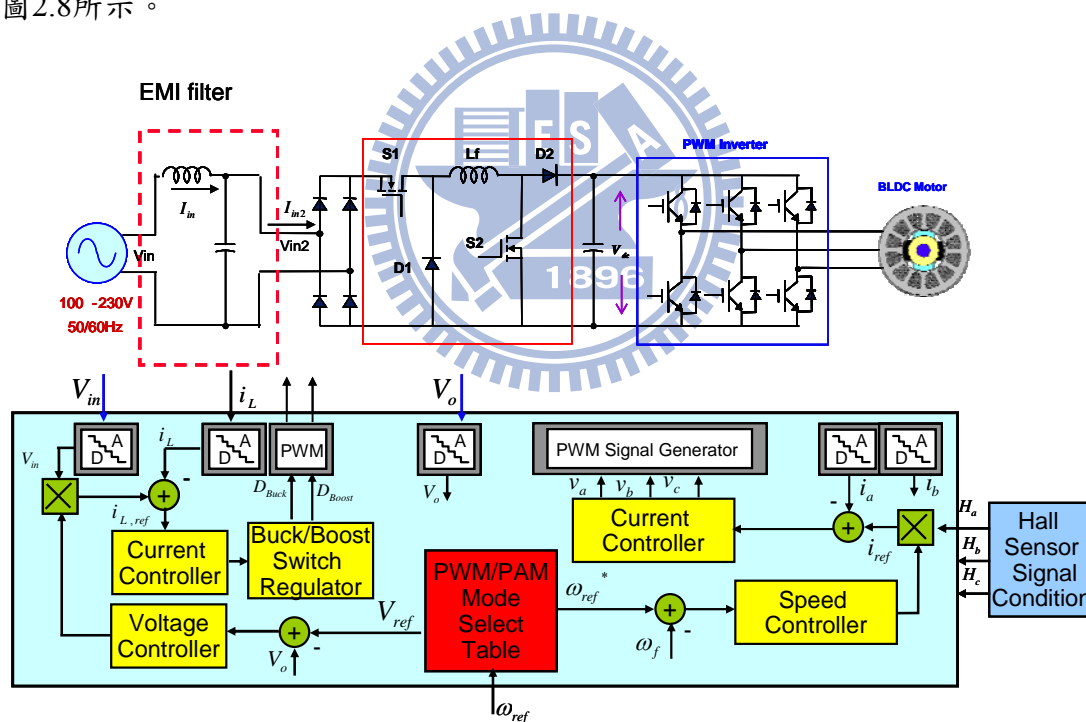 圖2.8所示。
EMI filter
I_in
I_in2
Vin
Vin2
100 -230V
50/60Hz
S1
Lf
D2
D1
S2
V_dc
ESA
1896
PWM Inverter
BLDC Motor
V_in
i_L
V_o
A
D
A
D
PWM
A
D
PWM Signal Generator
A
D
A
D
V_in
i_L
-
i_L,ref
D_Buck
D_Boost
V_o
v_a
v_b
v_c
i_a
i_b
-
i_ref
Current
Controller
Buck/Boost
Switch
Regulator
Current
Controller
H_a
H_b
H_c
Hall
Sensor
Signal
Condition
Voltage
Controller
V_o
-
V_ref
PWM/PAM
Mode
Select
Table
ω_ref*
ω_f
-
Speed
Controller
ω_ref